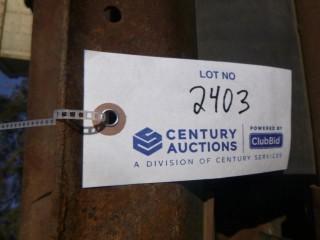 LOT NO
2403
CENTURY
AUCTIONS
POWERED BY
ClubBid
A DIVISION OF CENTURY SERVICES